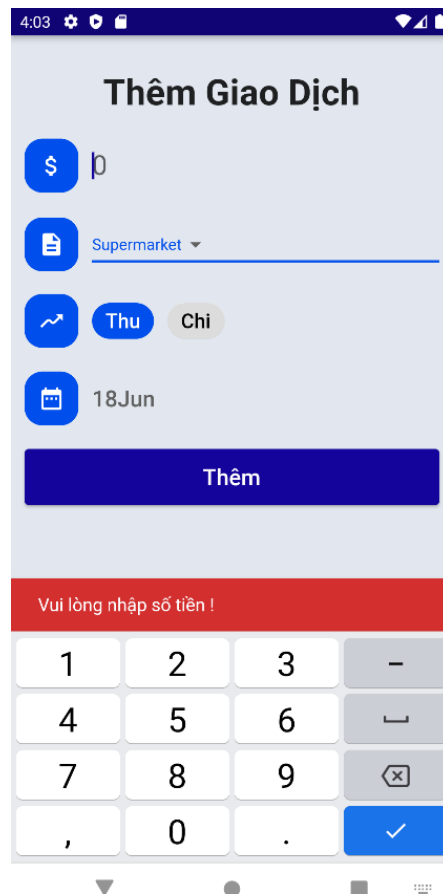 4:03
Thêm Giao Dịch
$ 0
Supermarket
Thu Chi
18Jun
Thêm
Vui lòng nhập số tiền !
1 2 3 -
4 5 6
7 8 9
, 0 .